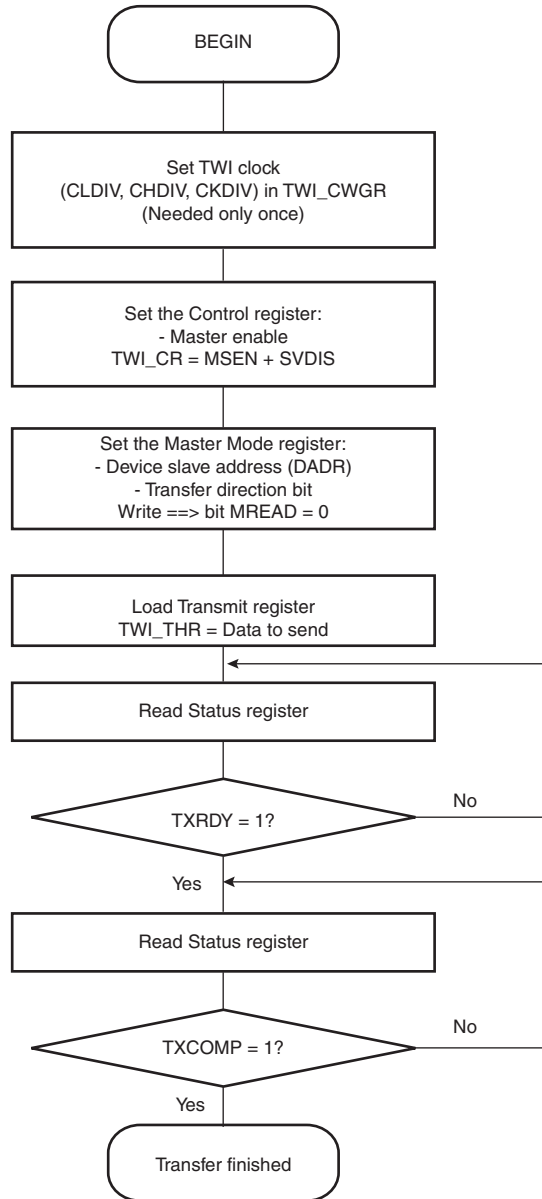 BEGIN
Set TWI clock
(CLDIV, CHDIV, CKDIV) in TWI_CWGR
(Needed only once)
Set the Control register:
- Master enable
TWI_CR = MSEN + SVDIS
Set the Master Mode register:
- Device slave address (DADR)
- Transfer direction bit
Write ==> bit MREAD = 0
Load Transmit register
TWI_THR = Data to send
Read Status register
TXRDY = 1?
No
Yes
Read Status register
TXCOMP = 1?
No
Yes
Transfer finished